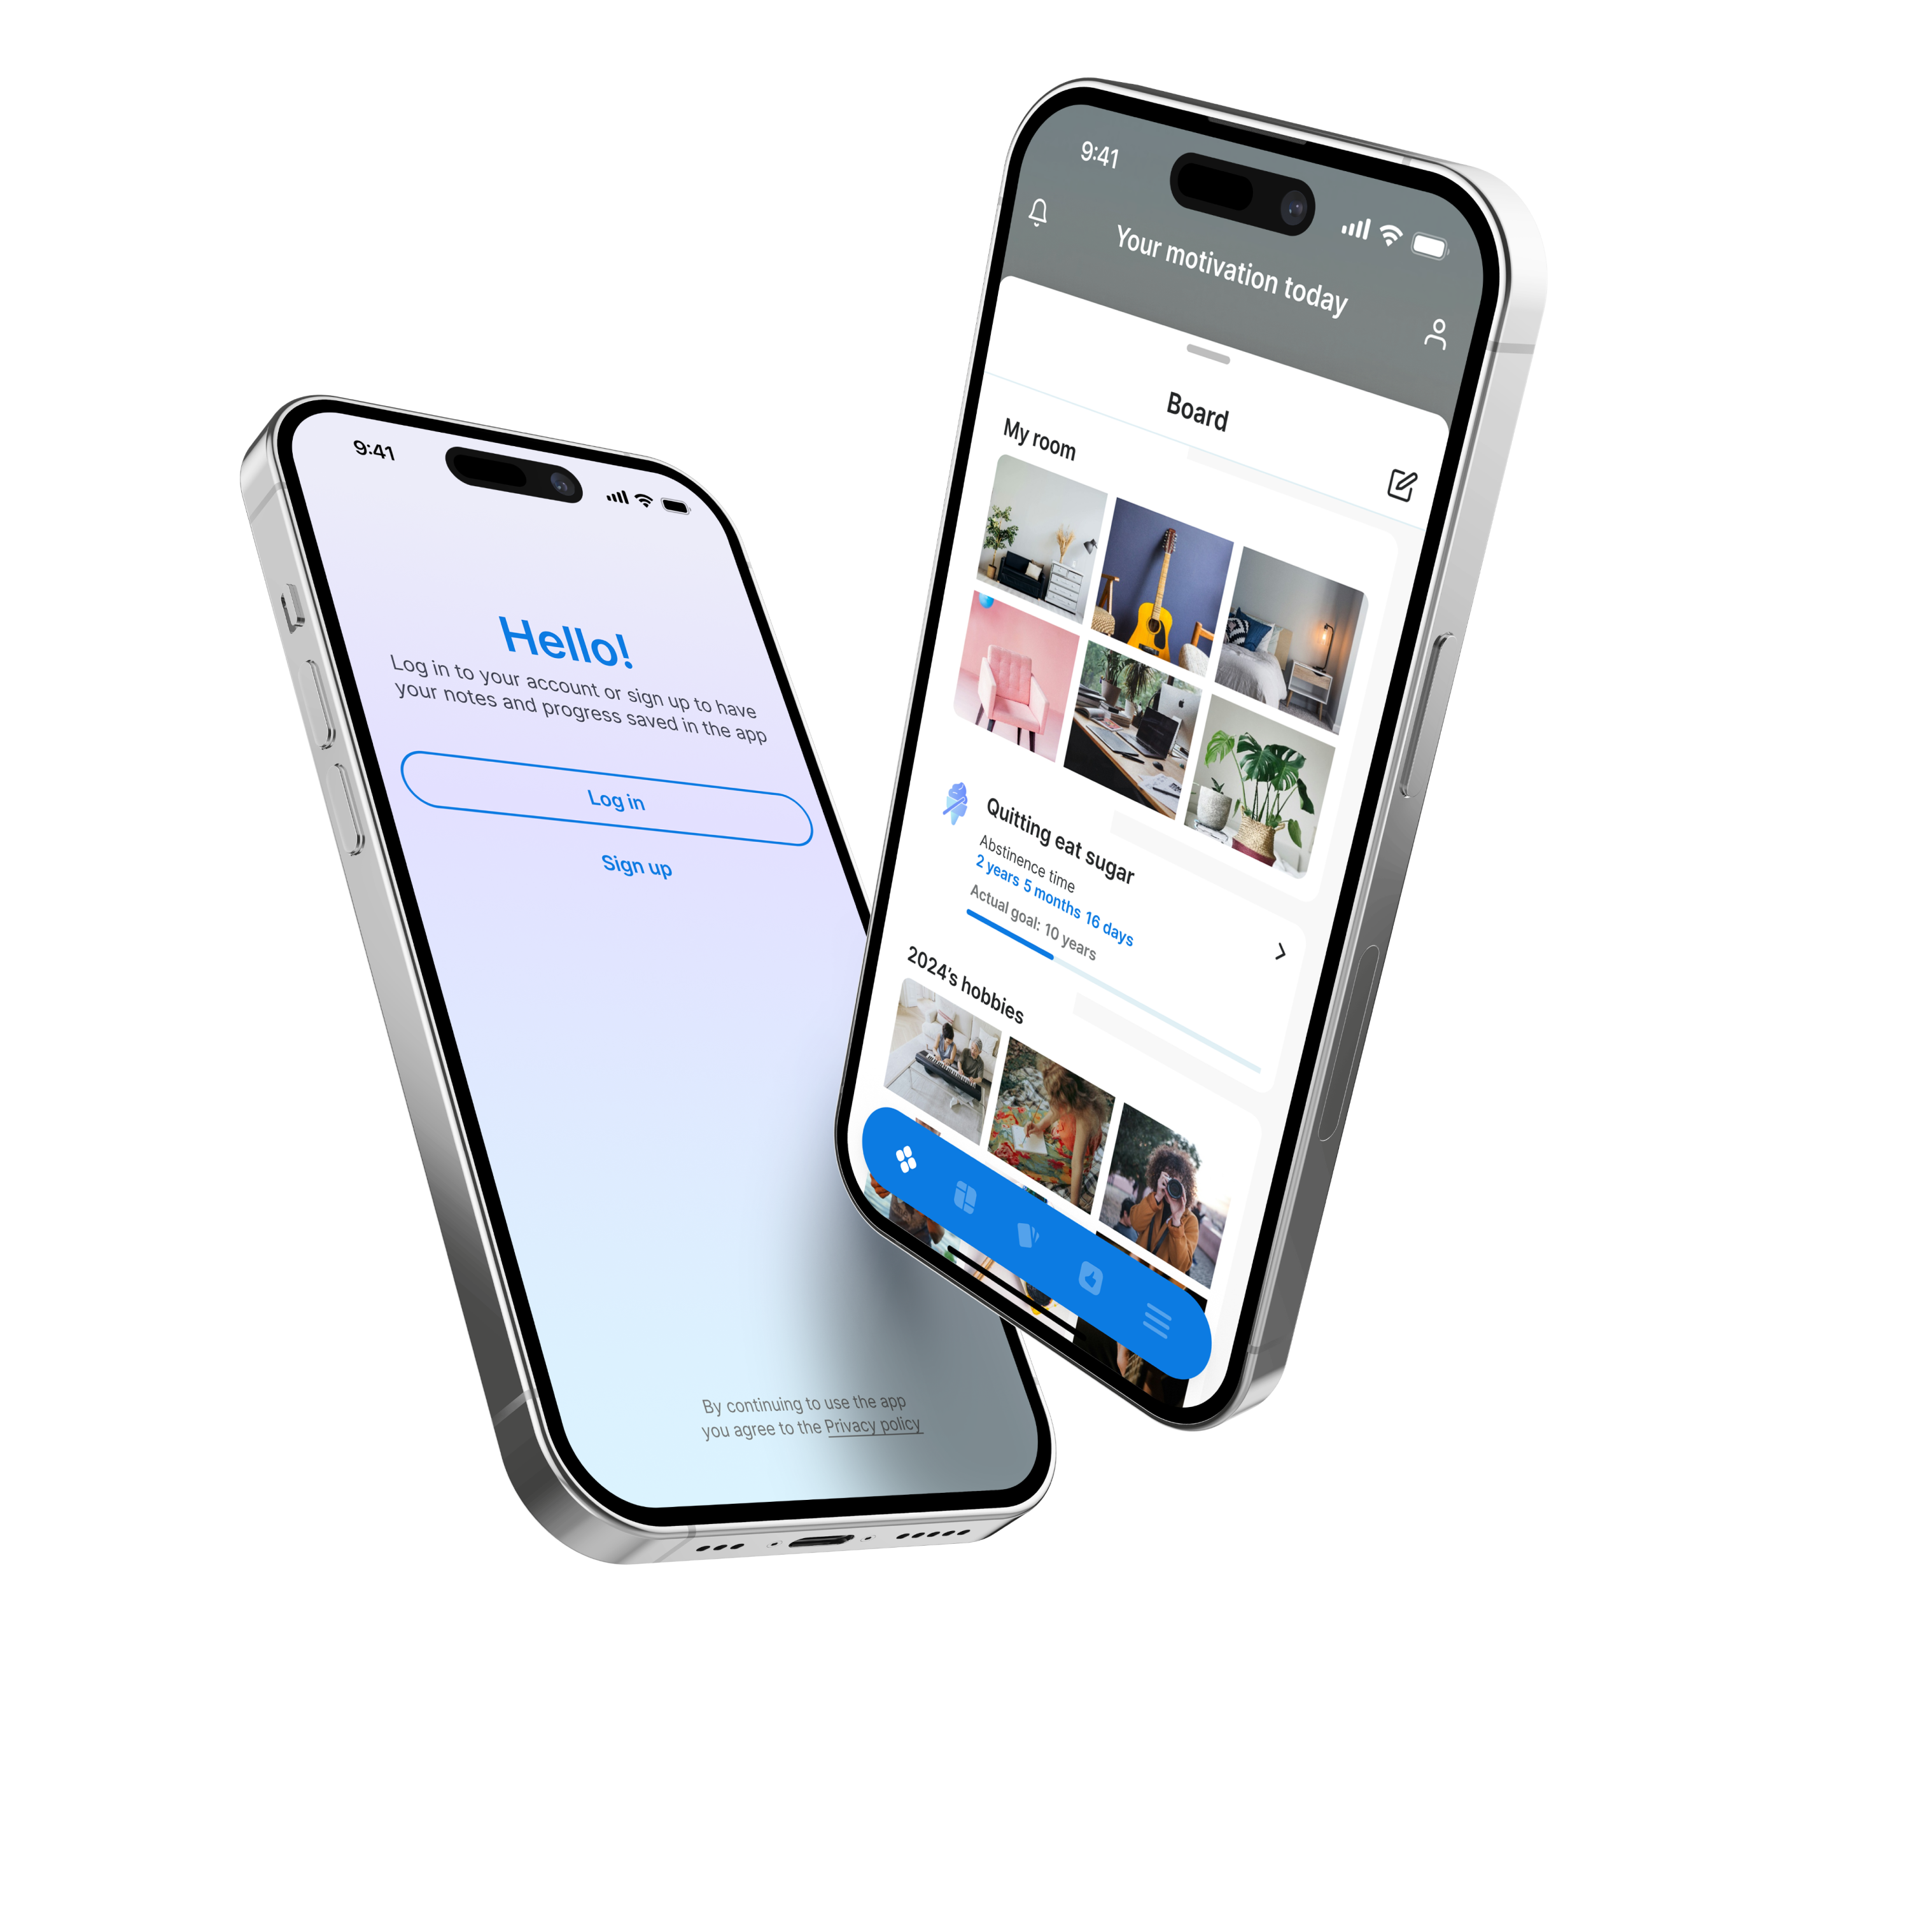 9:41
Hello!
Log in to your account or sign up to have
your notes and progress saved in the app
Log in
Sign up
By continuing to use the app
you agree to the Privacy policy
9:41
Your motivation today
Board
My room
Quitting eat sugar
Abstinence time
2 years 5 months 16 days
Actual goal: 10 years
2024's hobbies